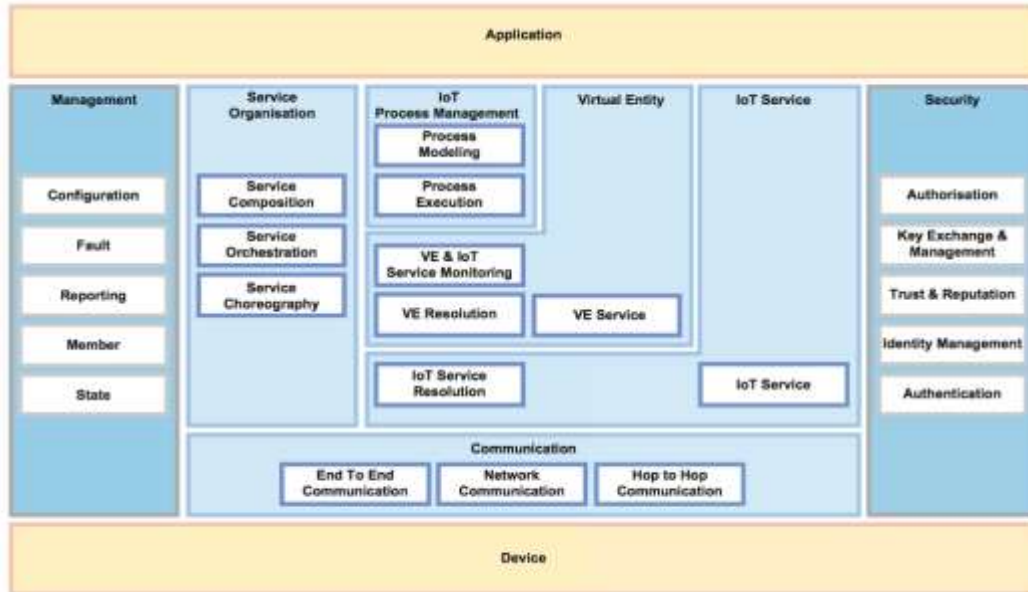 Application
Management
Configuration
Fault
Reporting
Member
State
Service
Organisation
Service
Composition
Service
Orchestration
Service
Choreography
IoT
Process Management
Process
Modeling
Process
Execution
Virtual Entity
VE & IoT
Service Monitoring
VE Resolution
VE Service
IoT Service
IoT Service
Resolution
IoT Service
Communication
End To End
Communication
Network
Communication
Hop to Hop
Communication
Security
Authorisation
Key Exchange &
Management
Trust & Reputation
Identity Management
Authentication
Device